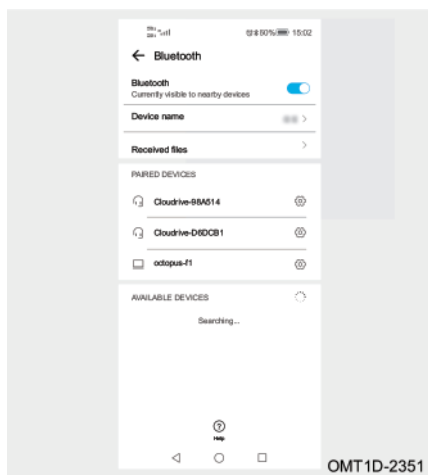 50% 15:02
Bluetooth
Bluetooth
Currently visible to nearby devices
Device name
Received files
PAIRED DEVICES
Cloudrive-98A514
Cloudrive-D6DCB1
octopus-f1
AVAILABLE DEVICES
Searching...
?
Help
OMT1D-2351